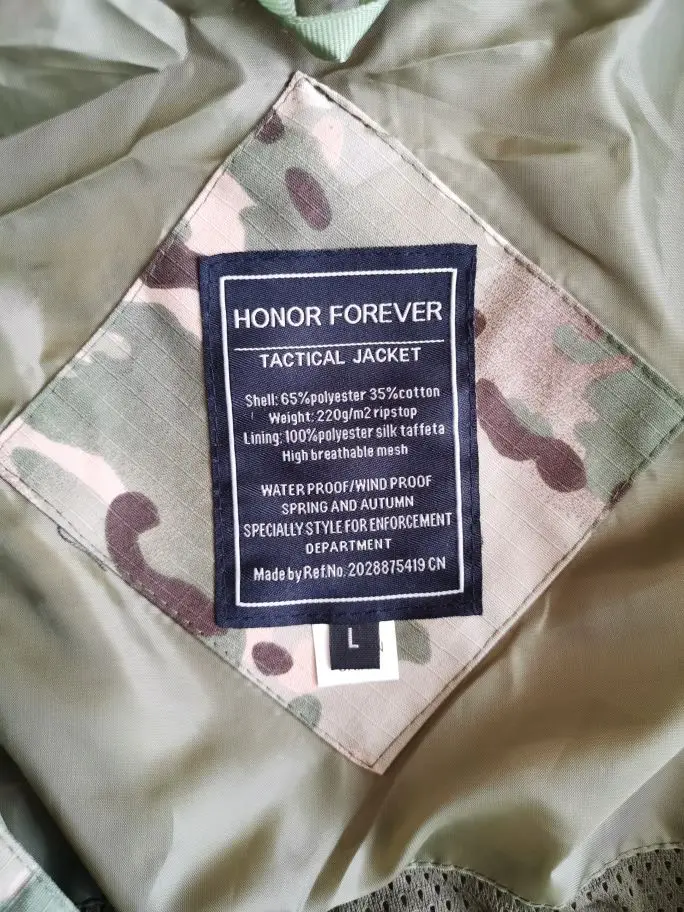 HONOR FOREVER
TACTICAL JACKET
Shell: 65%polyester 35%cotton
Weight: 220g/m2 ripstop
Lining: 100%polyester silk taffeta
High breathable mesh
WATER PROOF/WIND PROOF
SPRING AND AUTUMN
SPECIALLY STYLE FOR ENFORCEMENT
DEPARTMENT
Made by Ref.No. 2028875419 CN
L